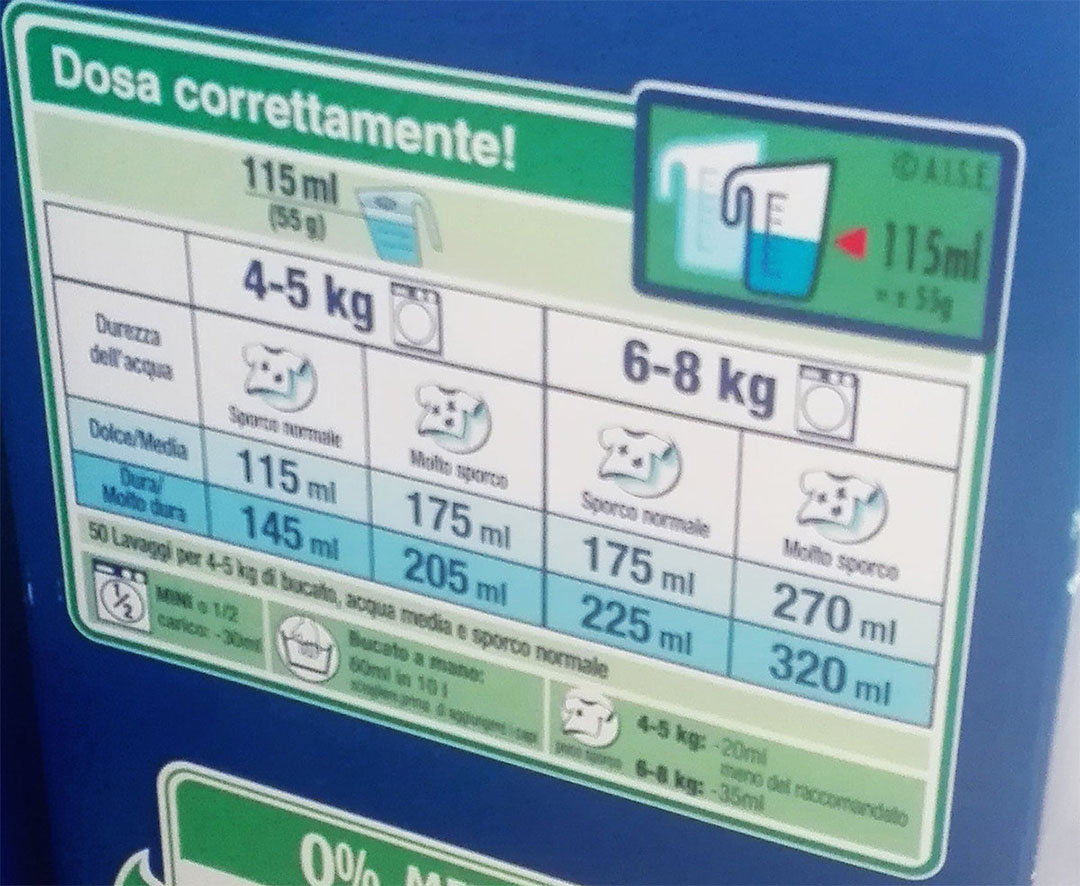 Dosa correttamente!
©A.I.S.E.
115 ml
(55 g)
115ml
= ± 55g
4-5 kg
6-8 kg
Durezza
dell'acqua
Sporco normale
Molto sporco
Sporco normale
Molto sporco
Dolce/Media
115 ml
175 ml
175 ml
270 ml
Dura/
Molto dura
145 ml
205 ml
225 ml
320 ml
50 Lavaggi per 4-5 kg di bucato, acqua media e sporco normale
1/2
MINI o 1/2
carico: -30ml
Bucato a mano:
60ml in 10 l
poco sporco
4-5 kg: -20ml
meno del raccomandato
6-8 kg: -35ml
0%